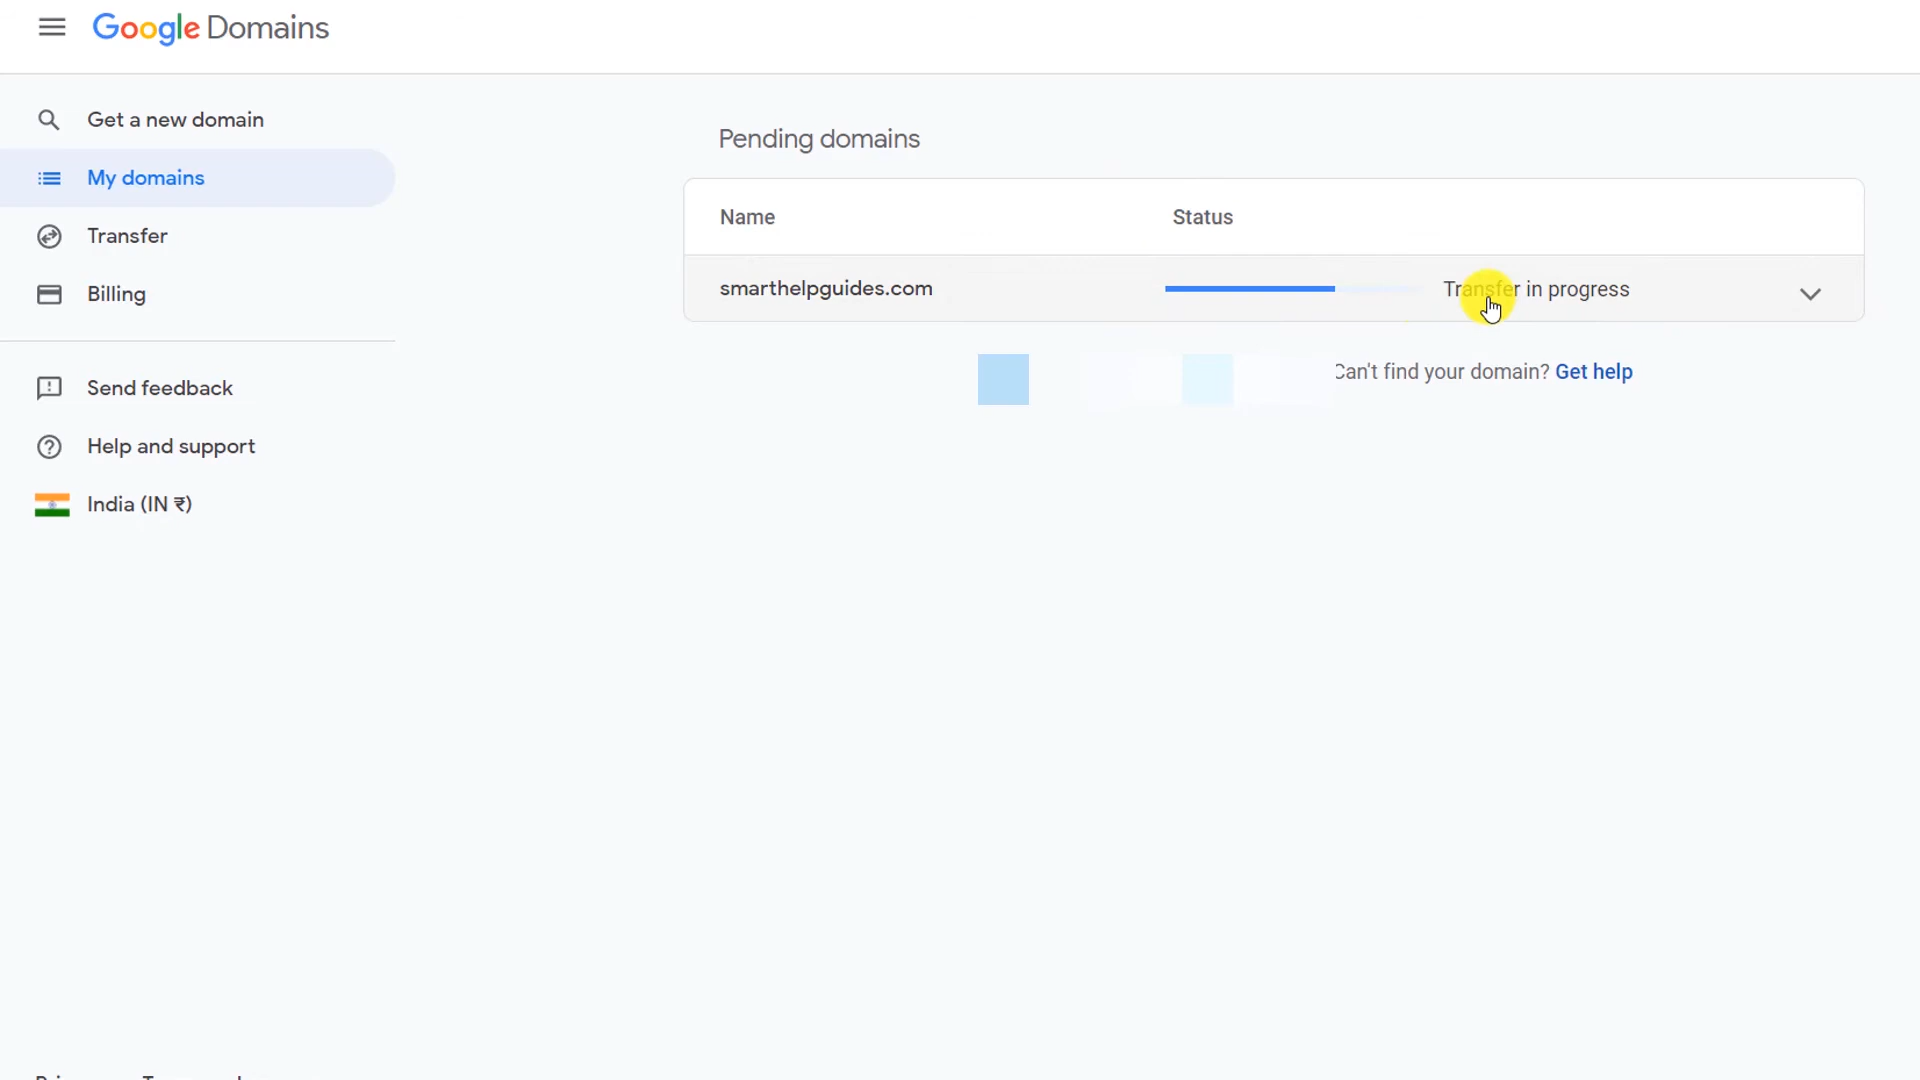 Google Domains
Get a new domain
My domains
Transfer
Billing
Send feedback
Help and support
India (IN ₹)
Pending domains
Name Status
smarthelpguides.com Transfer in progress
Can't find your domain? Get help